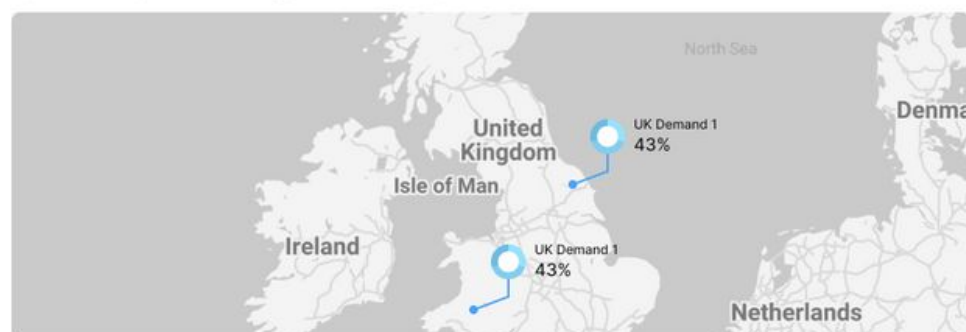 North Sea
Denma
UK Demand 1
43%
United
Kingdom
Isle of Man
Ireland
UK Demand 1
43%
Netherlands